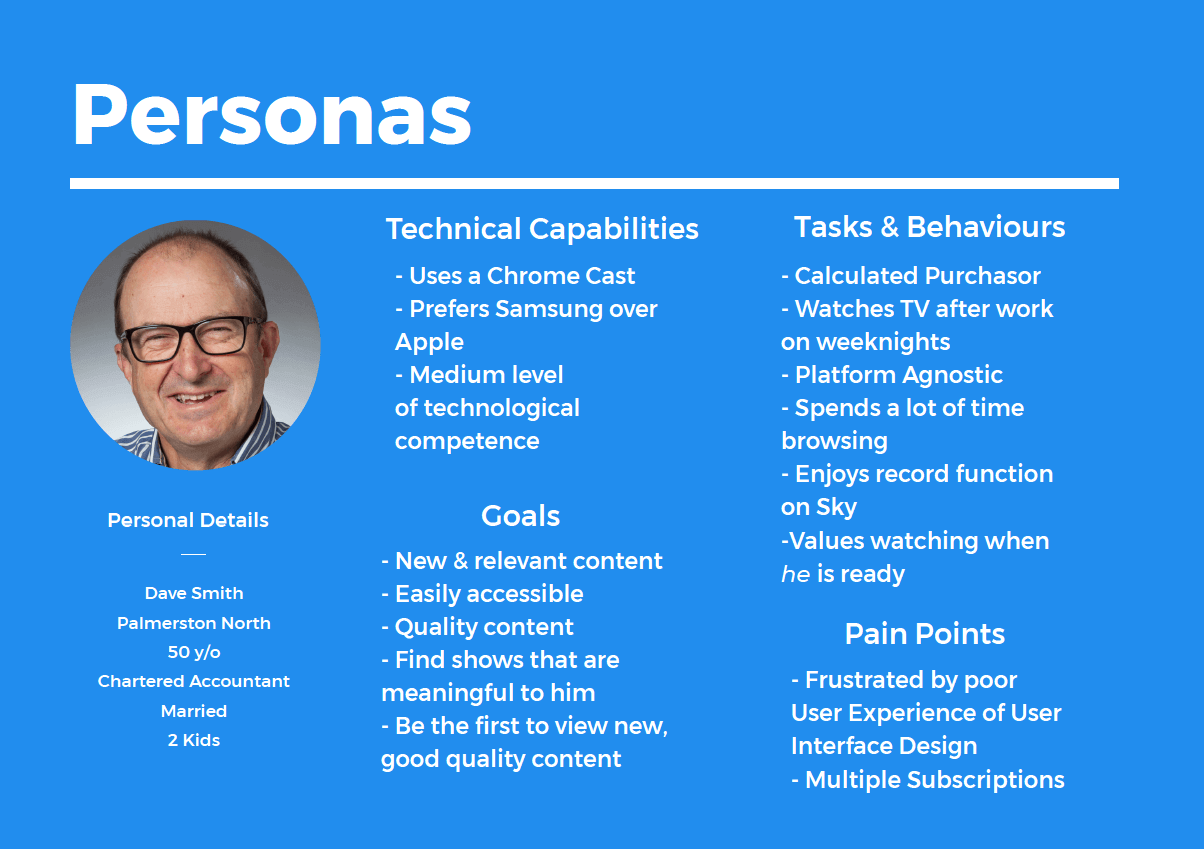 Personas
Technical Capabilities
- Uses a Chrome Cast
- Prefers Samsung over
Apple
- Medium level
of technological
competence
Goals
- New & relevant content
- Easily accessible
- Quality content
- Find shows that are
meaningful to him
- Be the first to view new,
good quality content
Tasks & Behaviours
- Calculated Purchasor
- Watches TV after work
on weeknights
- Platform Agnostic
- Spends a lot of time
browsing
- Enjoys record function
on Sky
-Values watching when
he is ready
Pain Points
- Frustrated by poor
User Experience of User
Interface Design
- Multiple Subscriptions
Personal Details
Dave Smith
Palmerston North
50 y/o
Chartered Accountant
Married
2 Kids